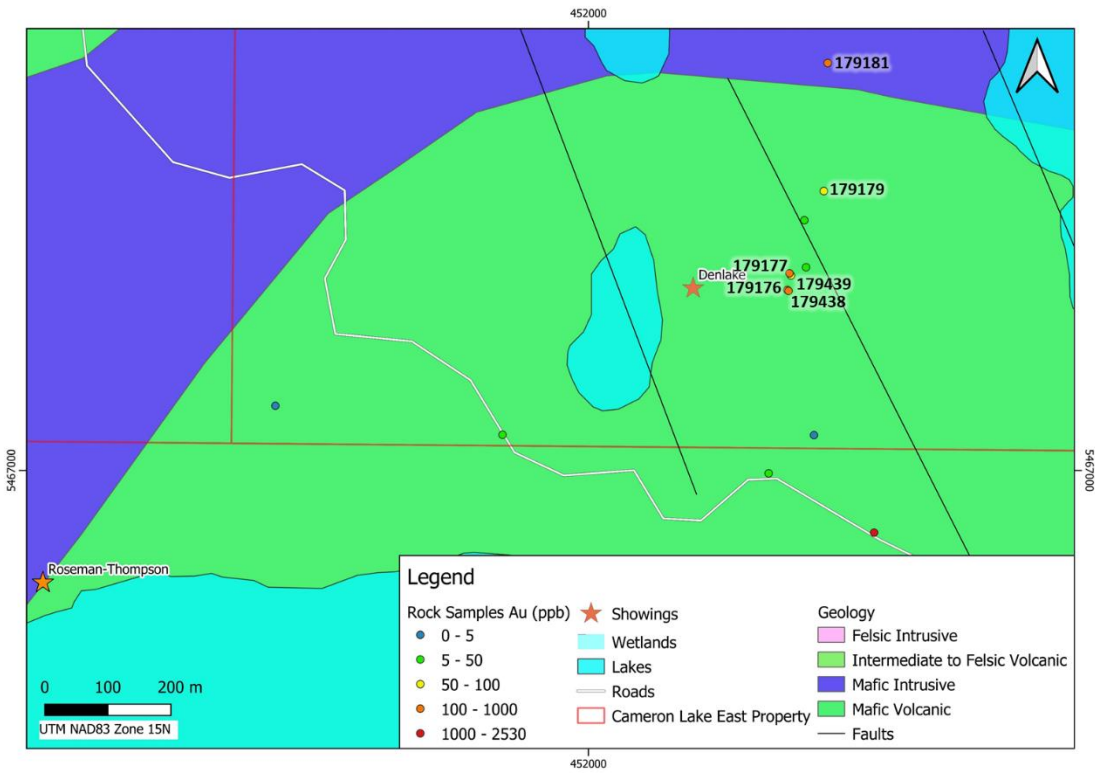 452000
179181
179179
179177
Denlake
179439
179176
179438
5467000
5467000
Roseman-Thompson
Legend
Rock Samples Au (ppb)
0 - 5
5 - 50
50 - 100
100 - 1000
1000 - 2530
Showings
Wetlands
Lakes
Roads
Cameron Lake East Property
Geology
Felsic Intrusive
Intermediate to Felsic Volcanic
Mafic Intrusive
Mafic Volcanic
Faults
0 100 200 m
UTM NAD83 Zone 15N
452000